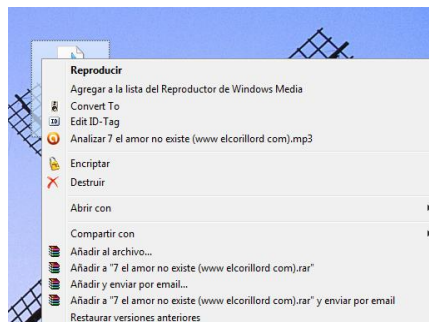 Reproducir
Agregar a la lista del Reproductor de Windows Media
Convert To
Edit ID-Tag
Analizar 7 el amor no existe (www elcorillord com).mp3
Encriptar
Destruir
Abrir con
Compartir con
Añadir al archivo...
Añadir a "7 el amor no existe (www elcorillord com).rar"
Añadir y enviar por email...
Añadir a "7 el amor no existe (www elcorillord com).rar" y enviar por email
Restaurar versiones anteriores